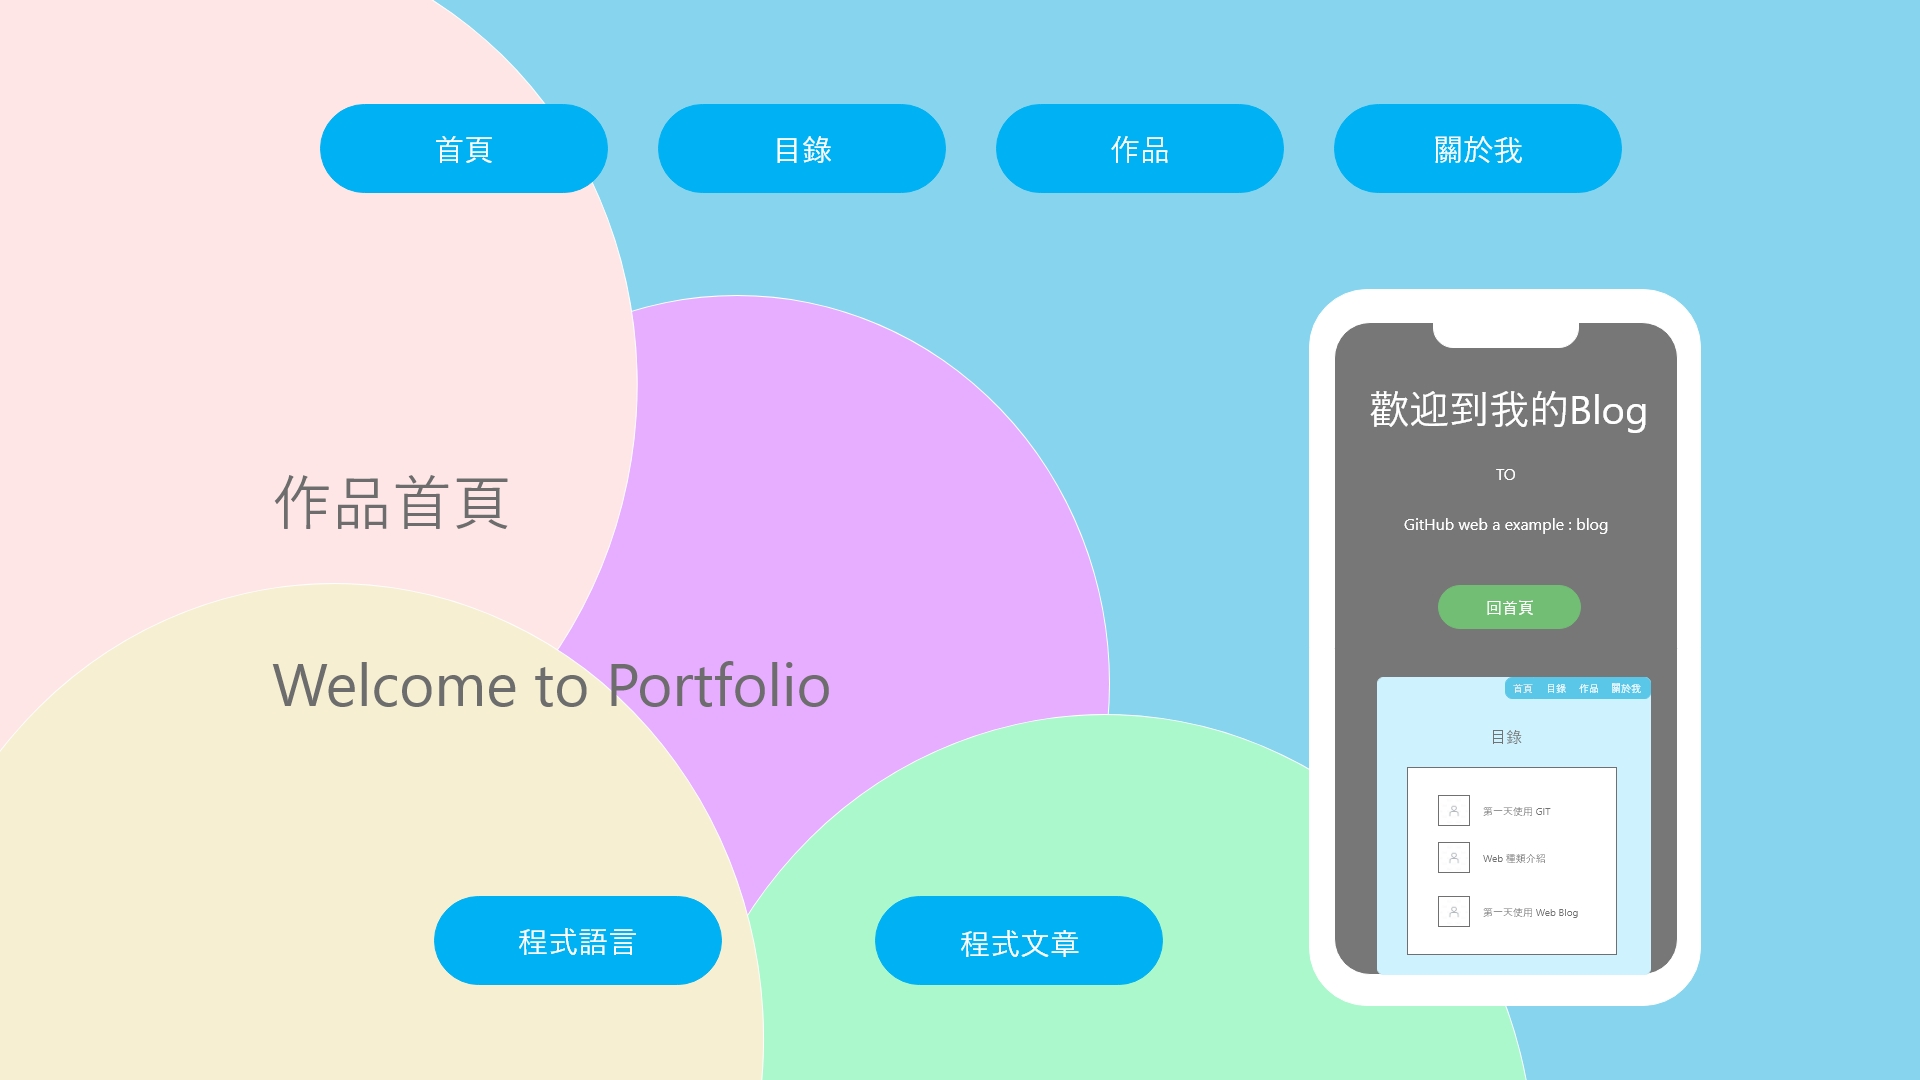 首頁
目錄
作品
關於我
作品首頁
Welcome to Portfolio
程式語言
程式文章
歡迎到我的Blog
TO
GitHub web a example : blog
回首頁
首頁 目錄 作品 關於我
目錄
第一天使用 GIT
Web 種類介紹
第一天使用 Web Blog